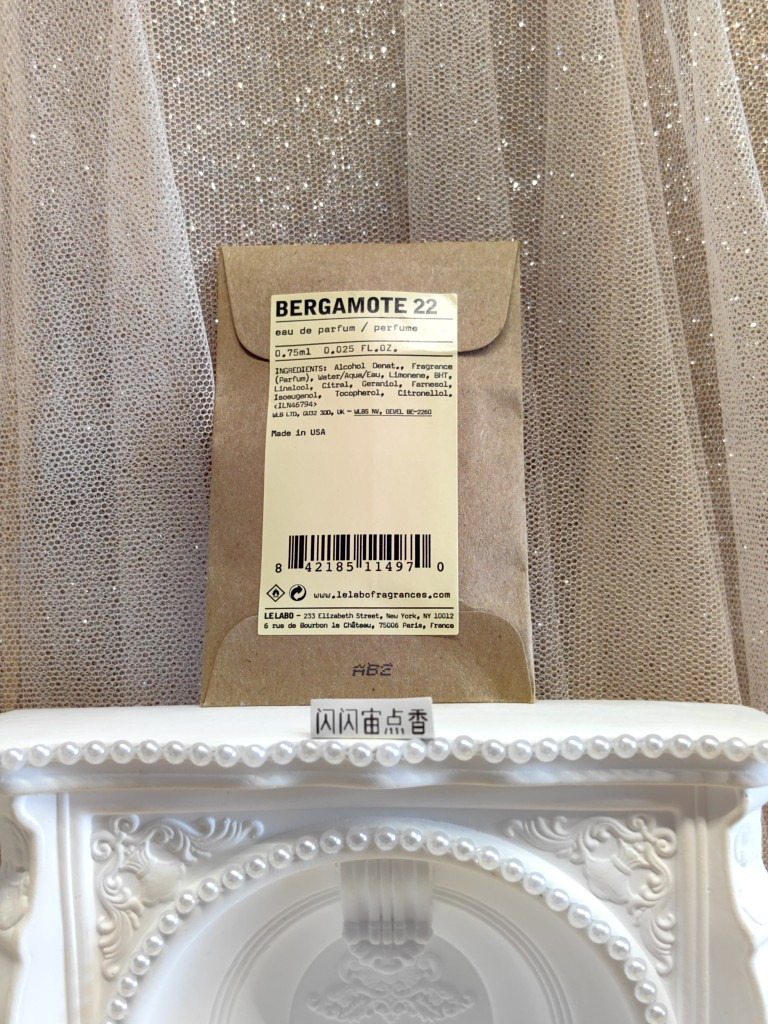 BERGAMOTE 22
eau de parfum / perfume
0.75ml 0.025 FL.OZ.
INGREDIENTS: Alcohol Denat., Fragrance
(Parfum), Water/Aqua/Eau, Limonene, BHT,
Linalool, Citral, Geraniol, Farnesol,
Isoeugenol, Tocopherol, Citronellol,
<ILN46794>
WLB LTD, GU32 3QD, UK – WLBS NV, DEVEL BE-2260
Made in USA
8 42185 11497 0
www.lelabofragrances.com
LE LABO – 233 Elizabeth Street, New York, NY 10012
6 rue de Bourbon le Château, 75006 Paris, France
闪闪宙点香